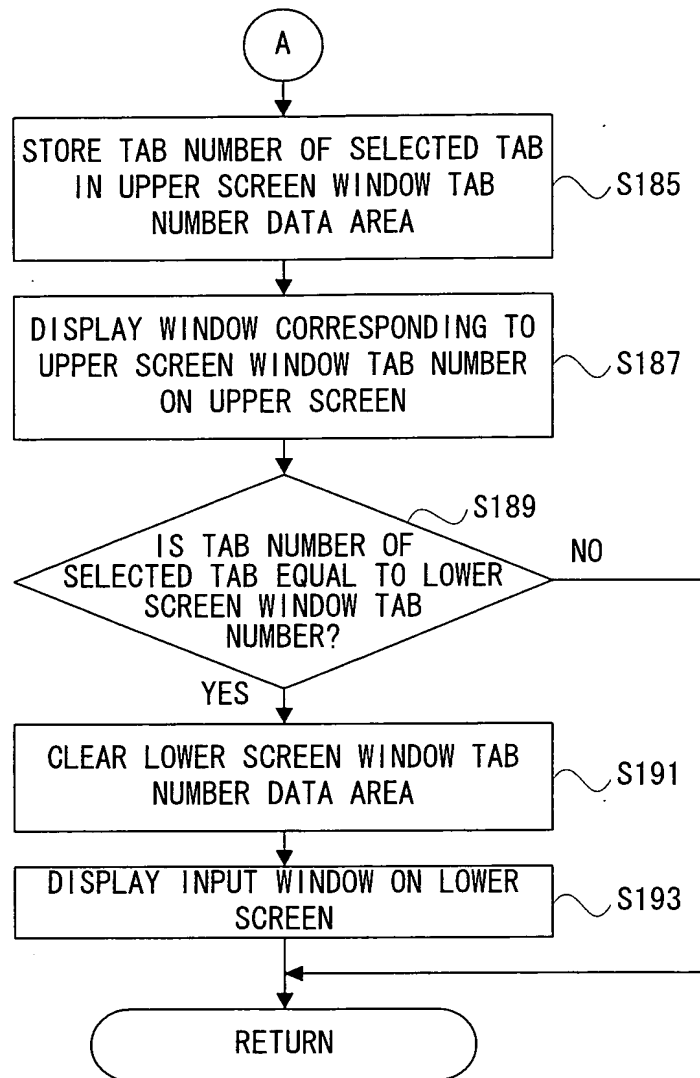 A
STORE TAB NUMBER OF SELECTED TAB
IN UPPER SCREEN WINDOW TAB
NUMBER DATA AREA
S185
DISPLAY WINDOW CORRESPONDING TO
UPPER SCREEN WINDOW TAB NUMBER
ON UPPER SCREEN
S187
S189
IS TAB NUMBER OF
SELECTED TAB EQUAL TO LOWER
SCREEN WINDOW TAB
NUMBER?
NO
YES
CLEAR LOWER SCREEN WINDOW TAB
NUMBER DATA AREA
S191
DISPLAY INPUT WINDOW ON LOWER
SCREEN
S193
RETURN